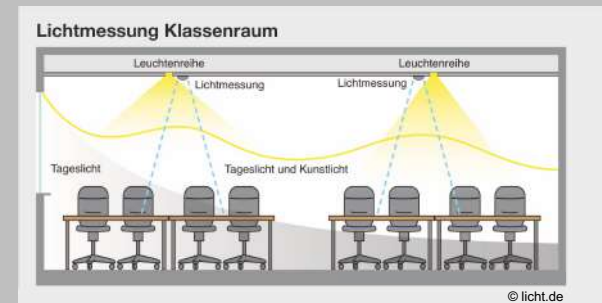 Lichtmessung Klassenraum
Leuchtenreihe
Leuchtenreihe
Lichtmessung
Lichtmessung
Tageslicht
Tageslicht und Kunstlicht
© licht.de